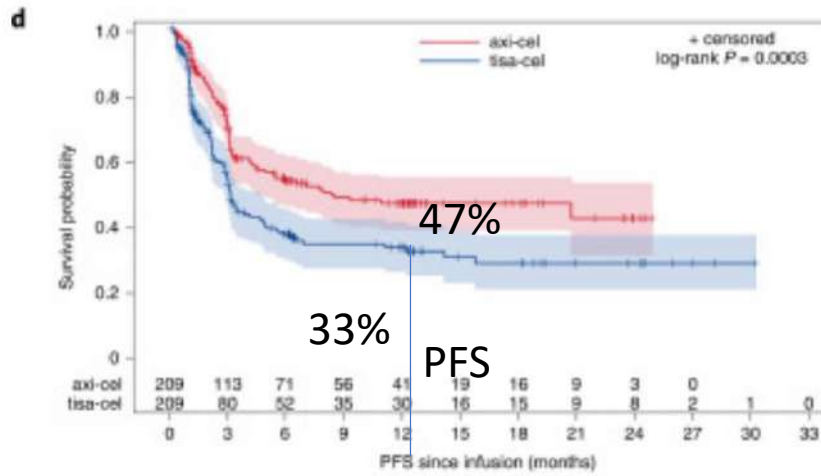 d
1.0
0.8
0.6
0.4
0.2
0
Survival probability
axi-cel
tisa-cel
+ censored
log-rank P = 0.0003
47%
33%
PFS
axi-cel 209 113 71 56 41 19 16 9 3 0
tisa-cel 209 80 52 35 30 16 15 9 8 2 1 0
0 3 6 9 12 15 18 21 24 27 30 33
PFS since infusion (months)